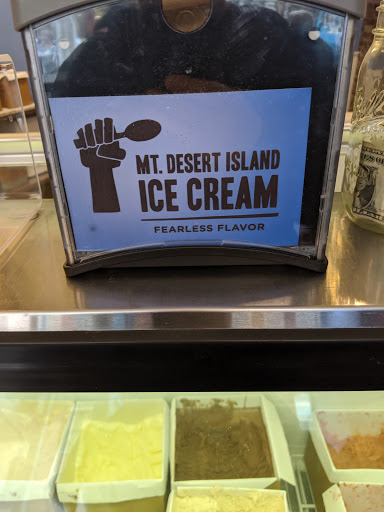 MT. DESERT ISLAND
ICE CREAM
FEARLESS FLAVOR